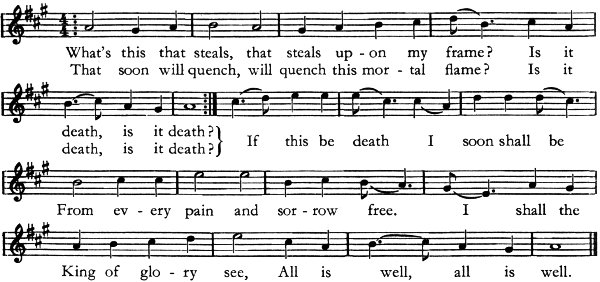 What's this that steals, that steals up - on my frame? Is it
That soon will quench, will quench this mor - tal flame? Is it
death, is it death? } If this be death I soon shall be
death, is it death?
From ev - ery pain and sor - row free. I shall the
King of glo - ry see, All is well, all is well.